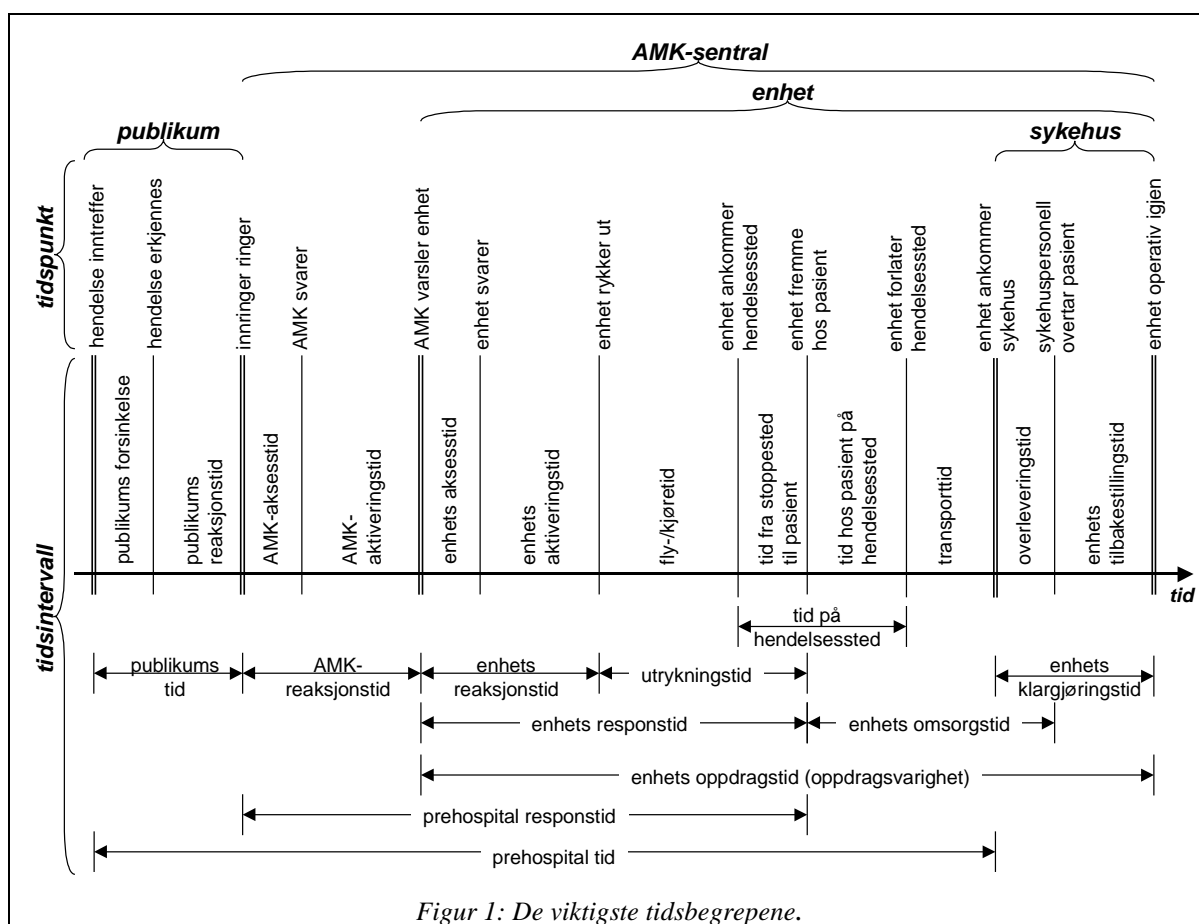 AMK-sentral
enhet
publikum
sykehus
tidspunkt
hendelse inntreffer
hendelse erkjennes
innringer ringer
AMK svarer
AMK varsler enhet
enhet svarer
enhet rykker ut
enhet ankommer
hendelsessted
enhet fremme
hos pasient
enhet forlater
hendelsessted
enhet ankommer
sykehus
sykehuspersonell
overtar pasient
enhet operativ igjen
tidsintervall
publikums forsinkelse
publikums
reaksjonstid
AMK-aksesstid
AMK-
aktiveringstid
enhets aksesstid
enhets
aktiveringstid
fly-/kjøretid
tid fra stoppested
til pasient
tid hos pasient på
hendelsessted
transporttid
overleveringstid
enhets
tilbakestillingstid
tid
tid på
hendelsessted
publikums
tid
AMK-
reaksjonstid
enhets
reaksjonstid
utrykningstid
enhets
klargjøringstid
enhets responstid
enhets omsorgstid
enhets oppdragstid (oppdragsvarighet)
prehospital responstid
prehospital tid
Figur 1: De viktigste tidsbegrepene.